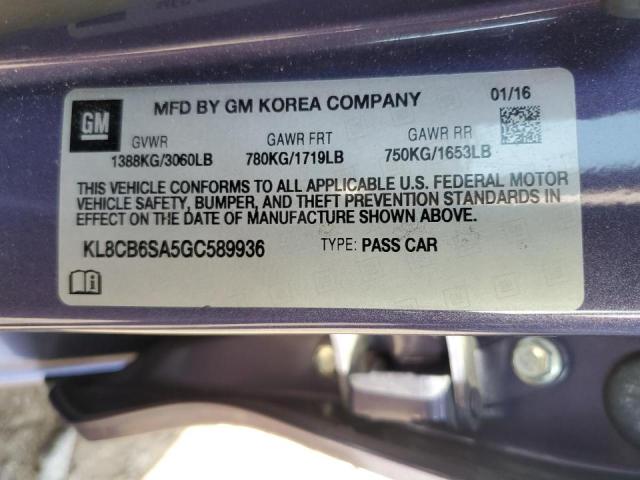 GM
MFD BY GM KOREA COMPANY 01/16
GVWR GAWR FRT GAWR RR
1388KG/3060LB 780KG/1719LB 750KG/1653LB
THIS VEHICLE CONFORMS TO ALL APPLICABLE U.S. FEDERAL MOTOR
VEHICLE SAFETY, BUMPER, AND THEFT PREVENTION STANDARDS IN
EFFECT ON THE DATE OF MANUFACTURE SHOWN ABOVE.
KL8CB6SA5GC589936 TYPE: PASS CAR